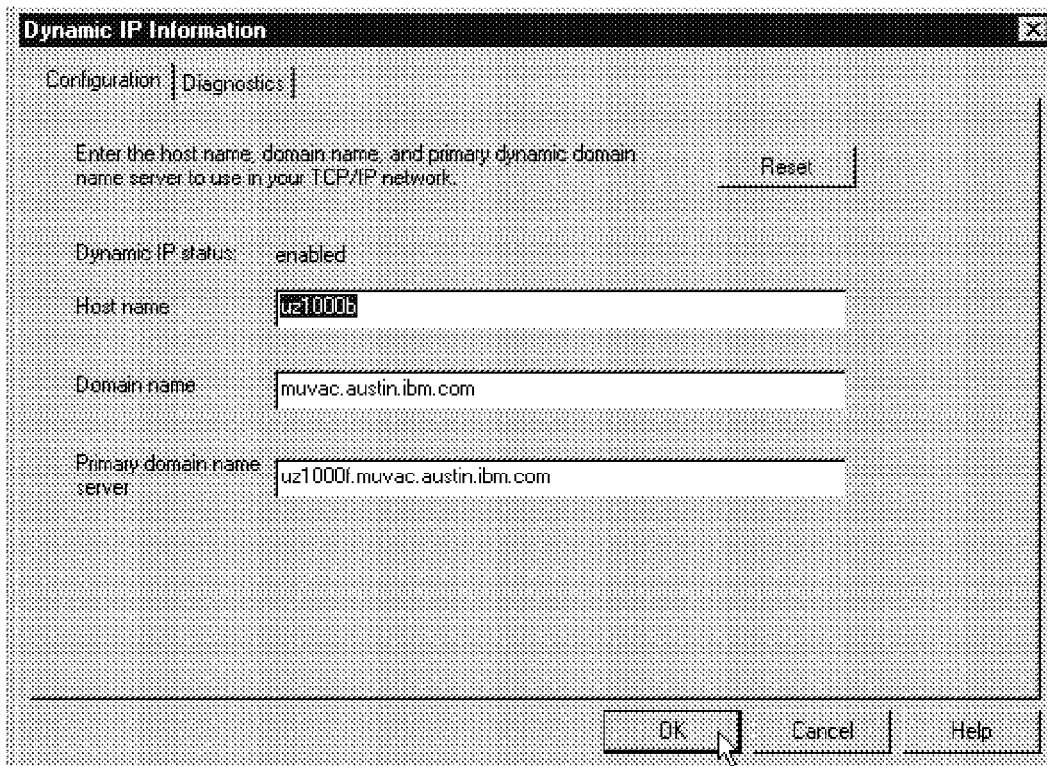 Dynamic IP Information
Configuration
Diagnostics
Enter the host name, domain name, and primary dynamic domain
name server to use in your TCP/IP network.
Reset
Dynamic IP status: enabled
Host name uz1000b
Domain name muvac.austin.ibm.com
Primary domain name
server
uz1000f.muvac.austin.ibm.com
OK
Cancel
Help